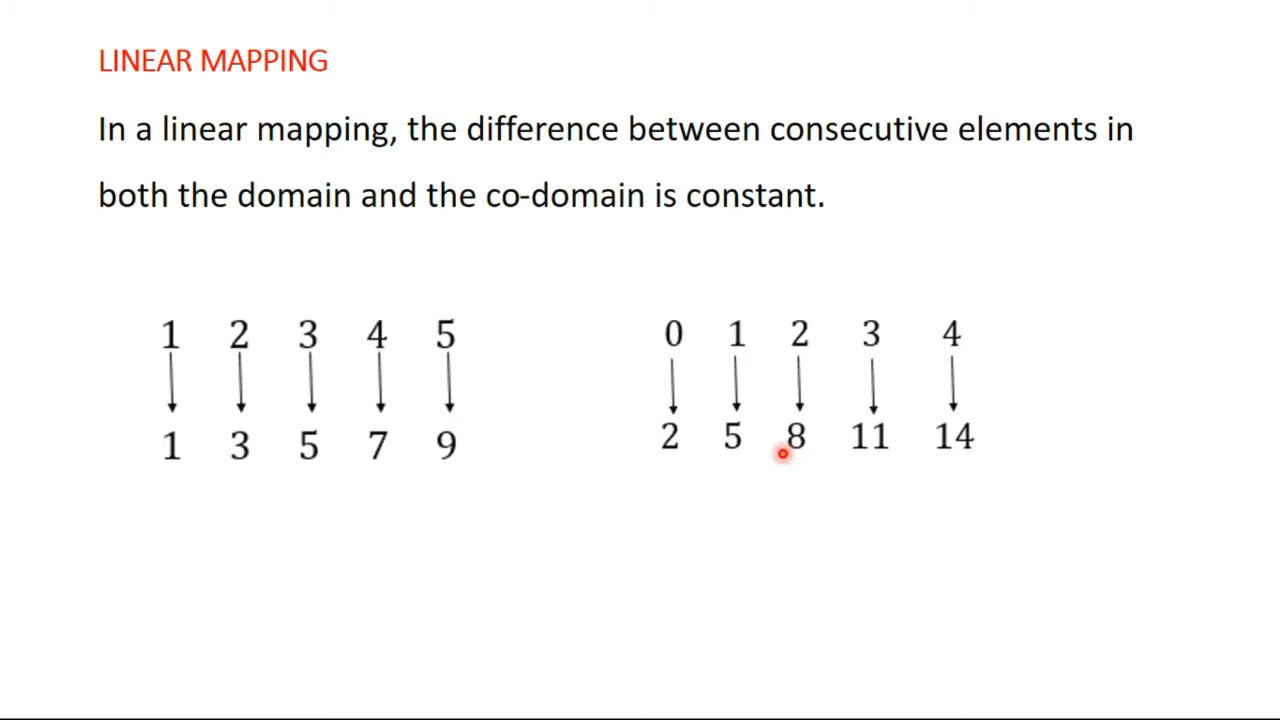 LINEAR MAPPING
In a linear mapping, the difference between consecutive elements in
both the domain and the co-domain is constant.
1 2 3 4 5
1 3 5 7 9
0 1 2 3 4
2 5 8 11 14